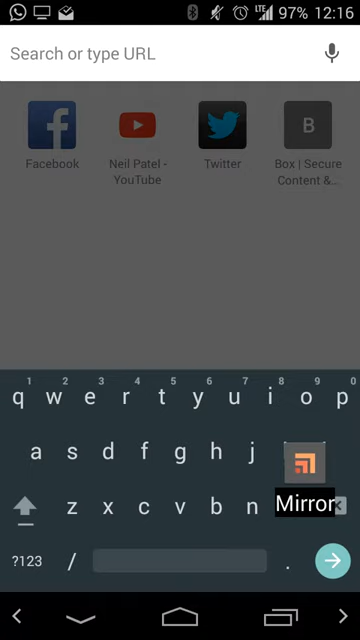 LTE 97% 12:16
Search or type URL
Facebook
Neil Patel -
YouTube
Twitter
B
Box | Secure
Content &...
1 2 3 4 5 6 7 8 9 0
q w e r t y u i o p
a s d f g h j
z x c v b n
Mirror
?123 / .